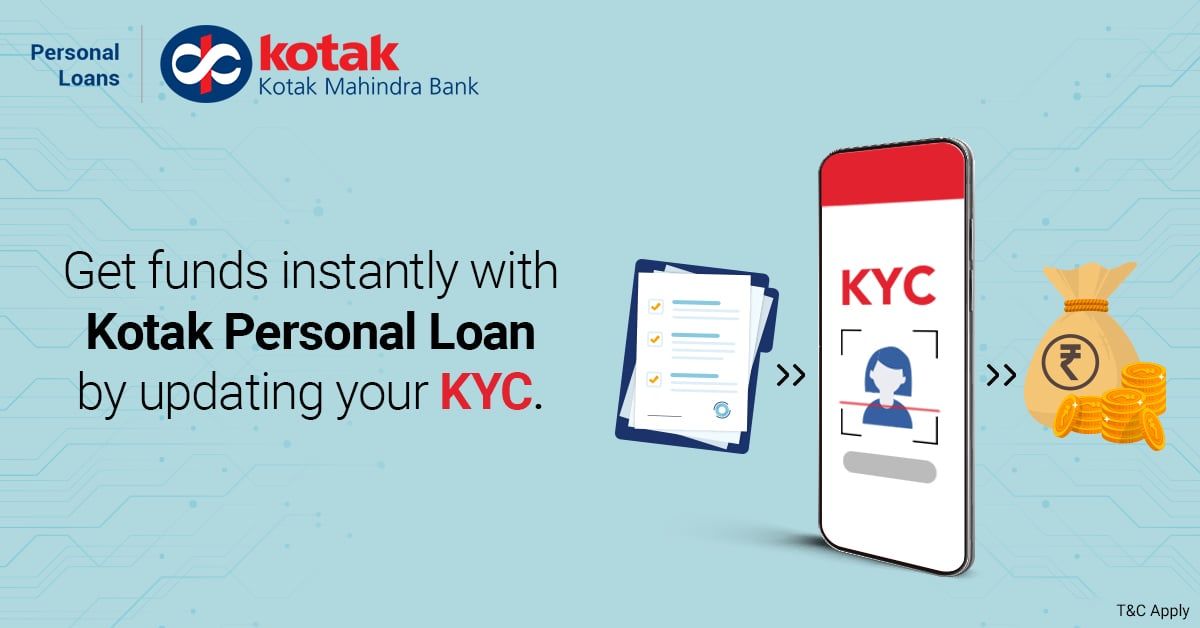 Personal
Loans
kotak
Kotak Mahindra Bank
Get funds instantly with
Kotak Personal Loan
by updating your KYC.
KYC
₹
T&C Apply